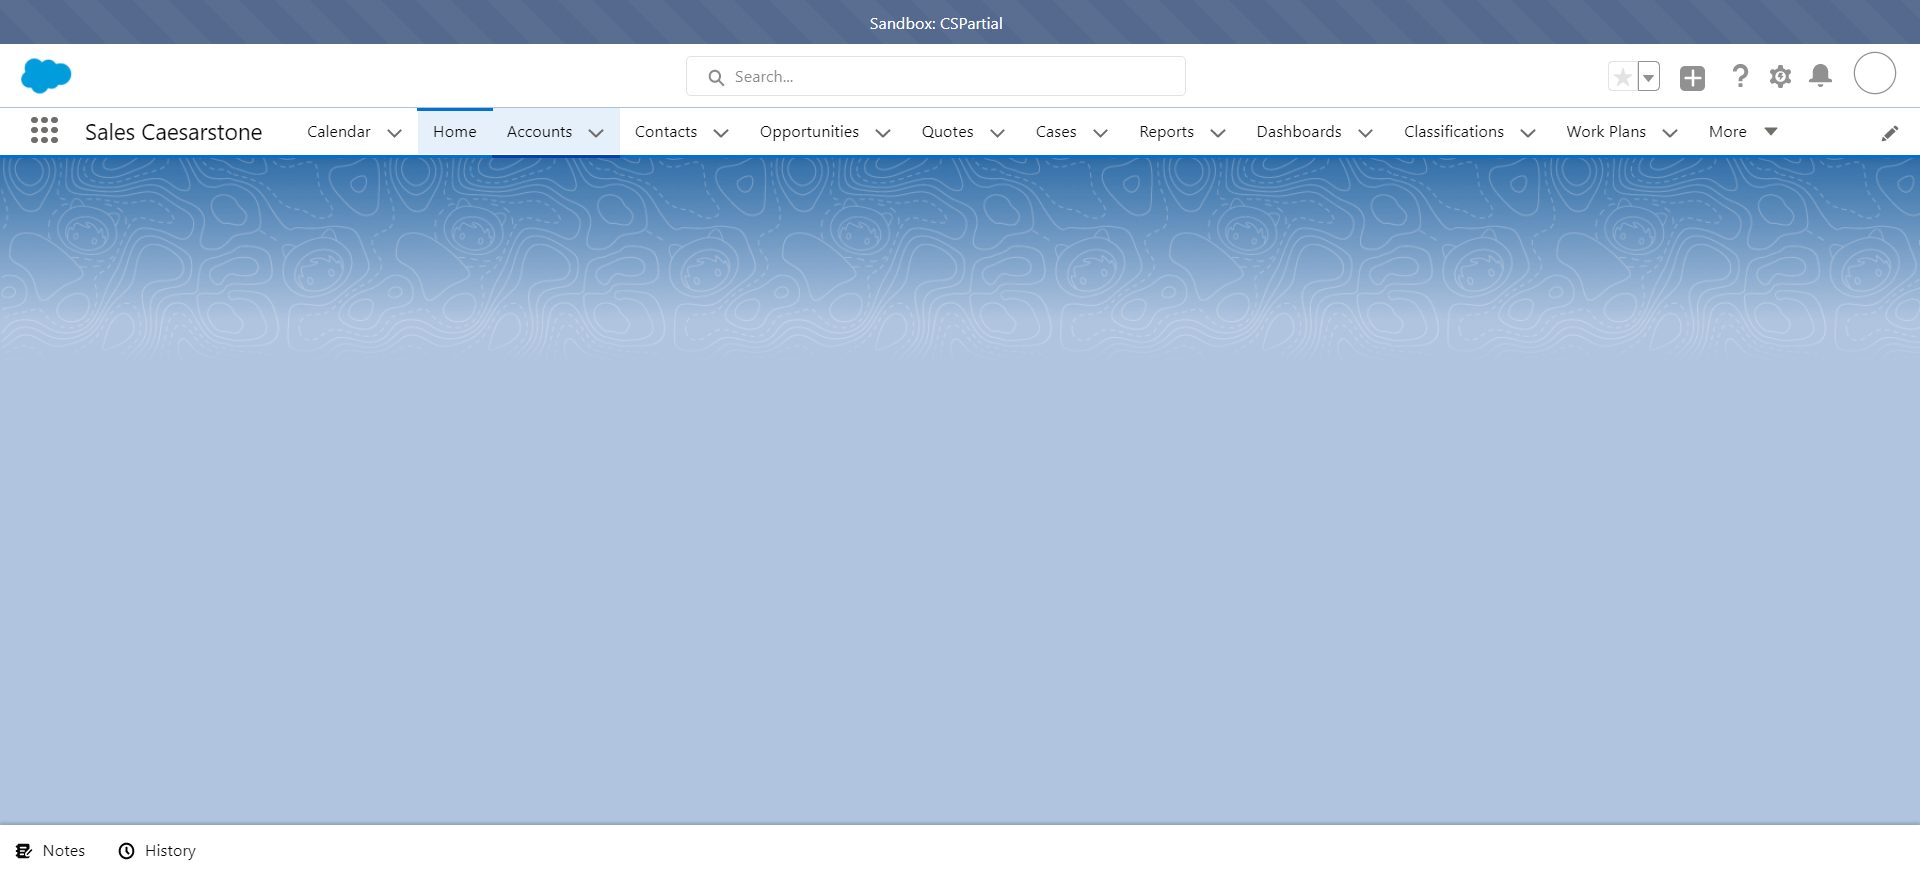 Sandbox: CSPartial
Search...
Sales Caesarstone
Calendar
Home
Accounts
Contacts
Opportunities
Quotes
Cases
Reports
Dashboards
Classifications
Work Plans
More
Notes
History